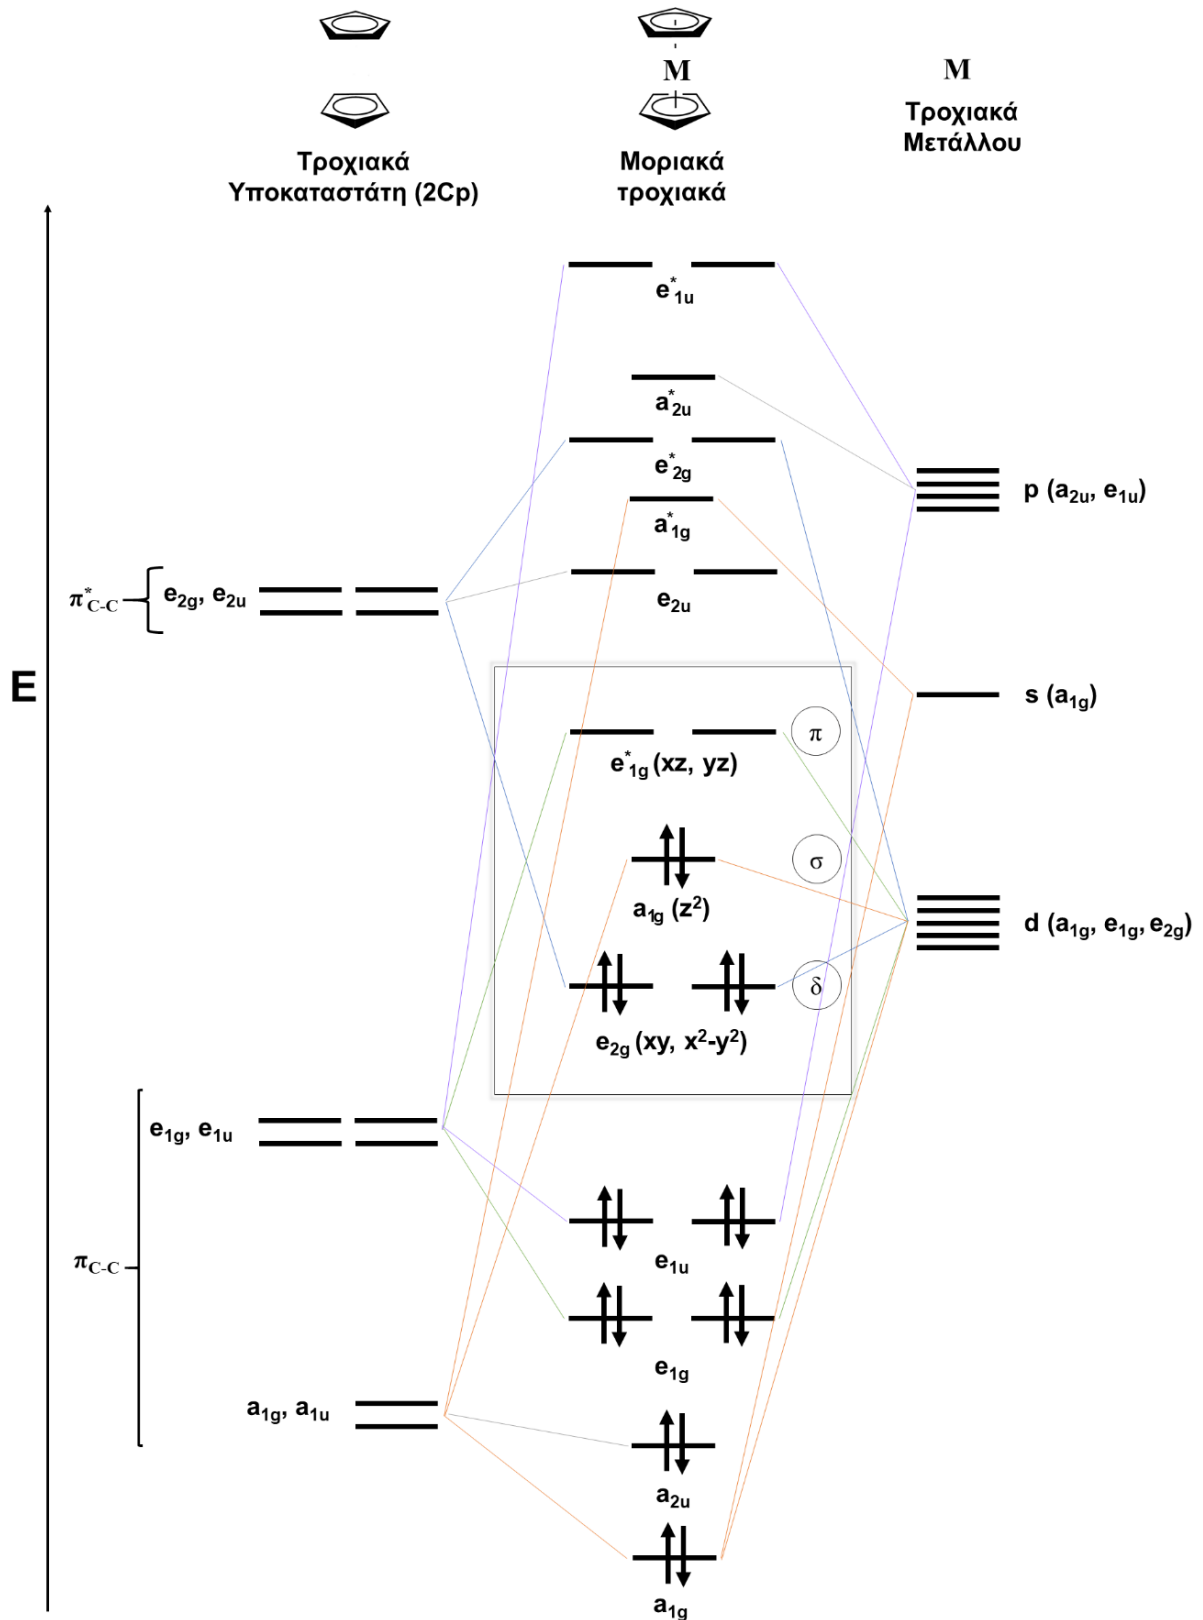 M
M
Τροχιακά
Υποκαταστάτη (2Cp)
Μοριακά
τροχιακά
Τροχιακά
Μετάλλου
e*1u
a*2u
e*2g
p (a2u, e1u)
a*1g
π*C-C
e2g, e2u
e2u
E
s (a1g)
π
e*1g (xz, yz)
σ
a1g (z²)
d (a1g, e1g, e2g)
δ
e2g (xy, x²-y²)
e1g, e1u
πC-C
e1u
e1g
a1g, a1u
a2u
a1g